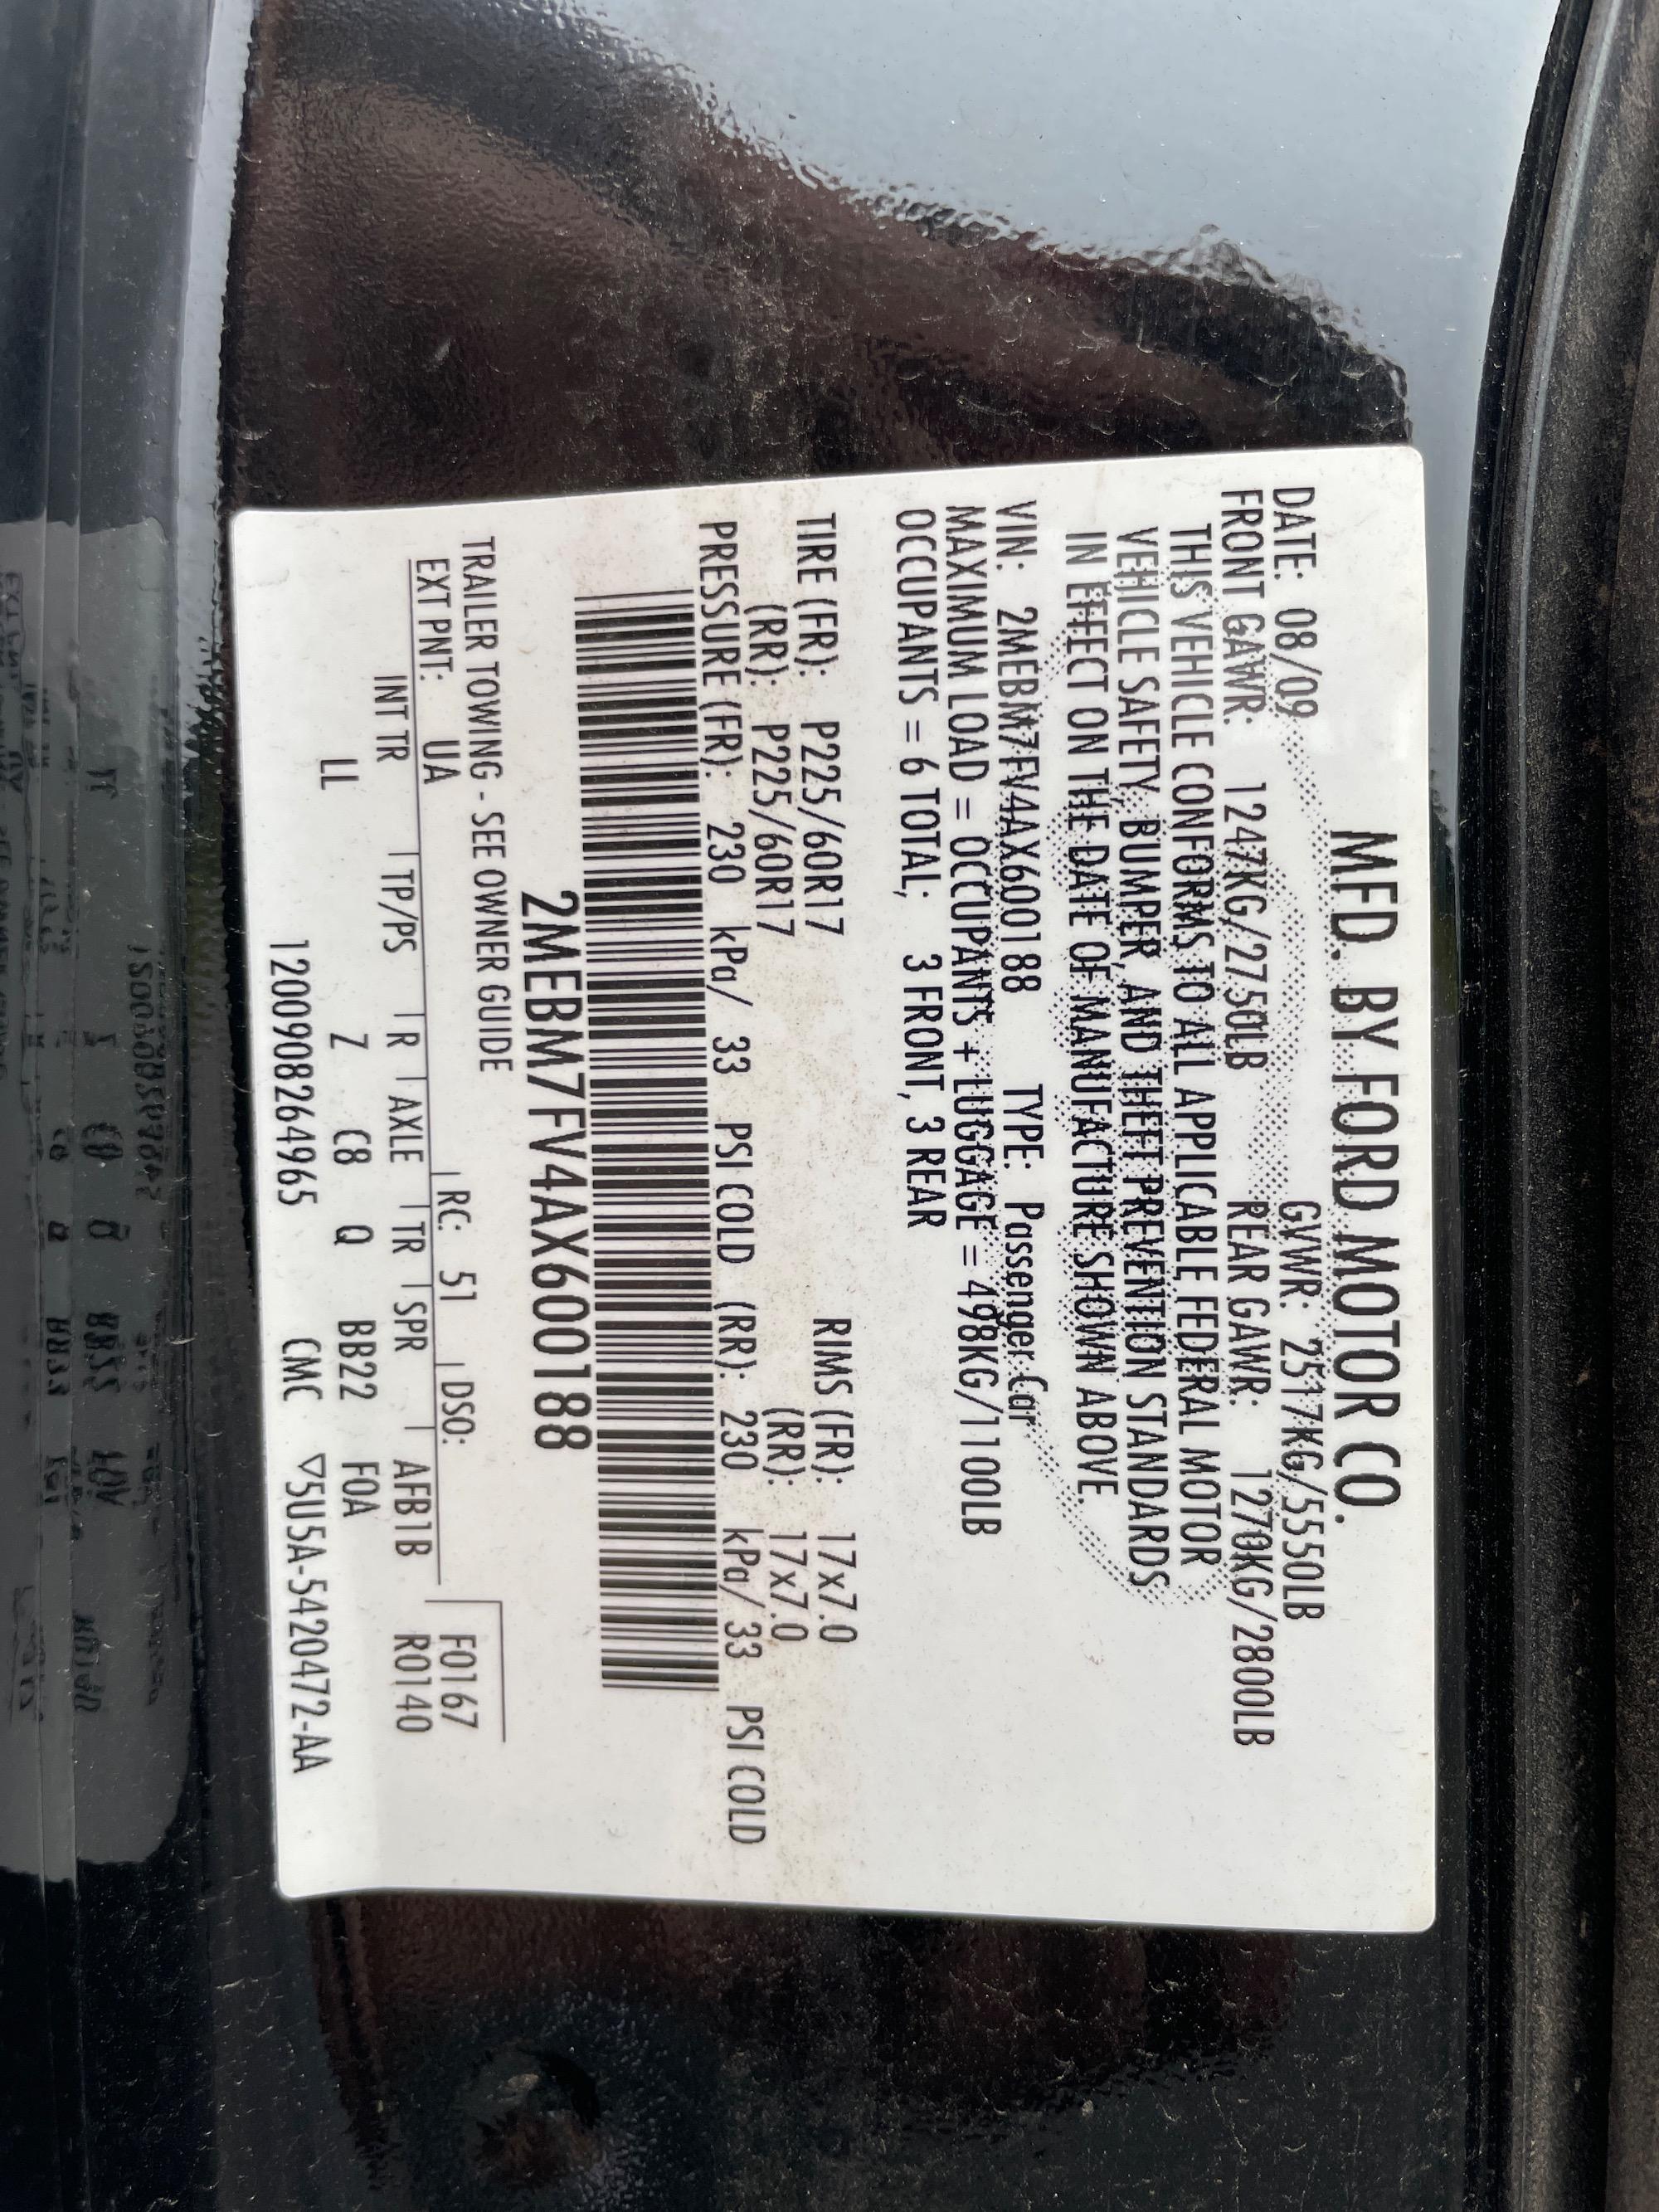 MFD. BY FORD MOTOR CO.
DATE: 08/09 GVWR: 2517KG/5550LB
FRONT GAWR: 1247KG/2750LB REAR GAWR: 1270KG/2800LB
THIS VEHICLE CONFORMS TO ALL APPLICABLE FEDERAL MOTOR
VEHICLE SAFETY, BUMPER, AND THEFT PREVENTION STANDARDS
IN EFFECT ON THE DATE OF MANUFACTURE SHOWN ABOVE.
VIN: 2MEBM7FV4AX600188 TYPE: Passenger Car
MAXIMUM LOAD = OCCUPANTS + LUGGAGE = 498KG/1100LB
OCCUPANTS = 6 TOTAL; 3 FRONT, 3 REAR
TIRE (FR): P225/60R17 RIMS (FR): 17x7.0
(RR): P225/60R17 (RR): 17x7.0
PRESSURE (FR): 230 kPa/ 33 PSI COLD (RR): 230 kPa/ 33 PSI COLD
2MEBM7FV4AX600188
TRAILER TOWING - SEE OWNER GUIDE F0167
EXT PNT: UA RC: 51 DSO: R0140
INT TR TP/PS R AXLE TR SPR AFB1B
LL Z C8 Q BB22 F0A
1200908264965 CMC ▽5U5A-5420472-AA